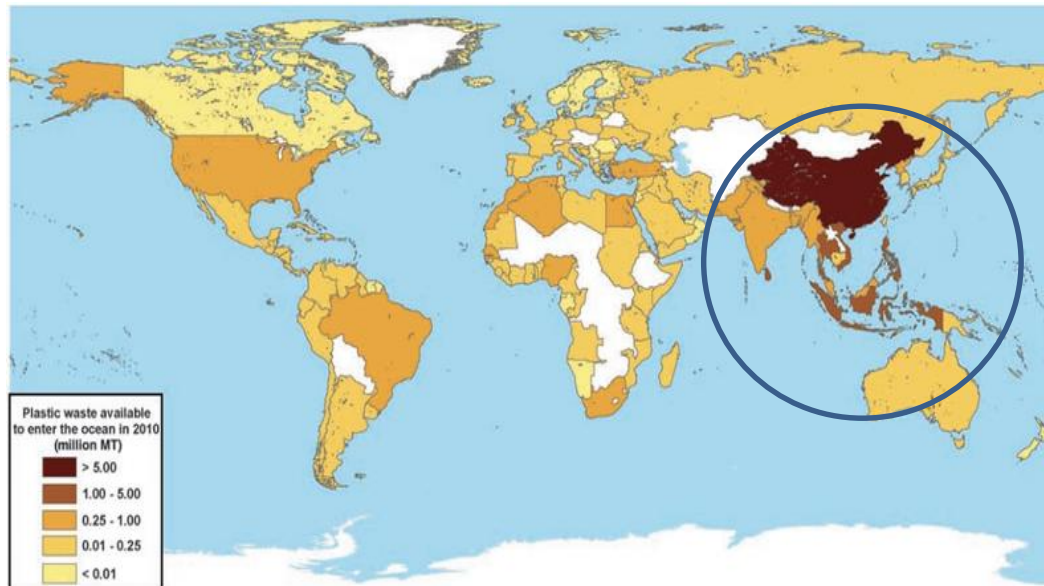 Plastic waste available
to enter the ocean in 2010
(million MT)
> 5.00
1.00 - 5.00
0.25 - 1.00
0.01 - 0.25
< 0.01